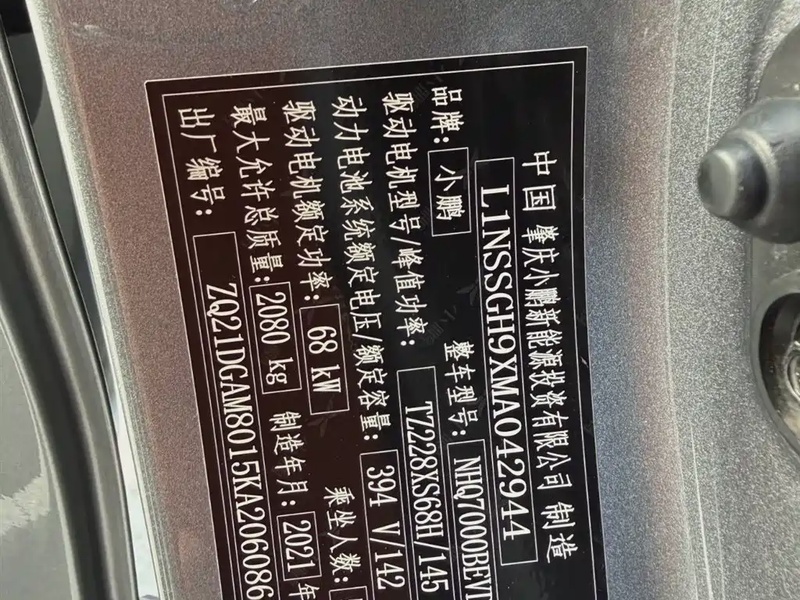 中国 肇庆小鹏新能源投资有限公司 制造
L1NSSGH9XMA042944
品牌: 小鹏 整车型号: NHQ7000BEV
驱动电机型号/峰值功率: TZ228XS68H/145
动力电池系统额定电压/额定容量: 394 V/142
驱动电机额定功率: 68 kW 乘坐人数:
最大允许总质量: 2080 kg 制造年月: 2021年
出厂编号: ZQ21DGAM8015KA206086